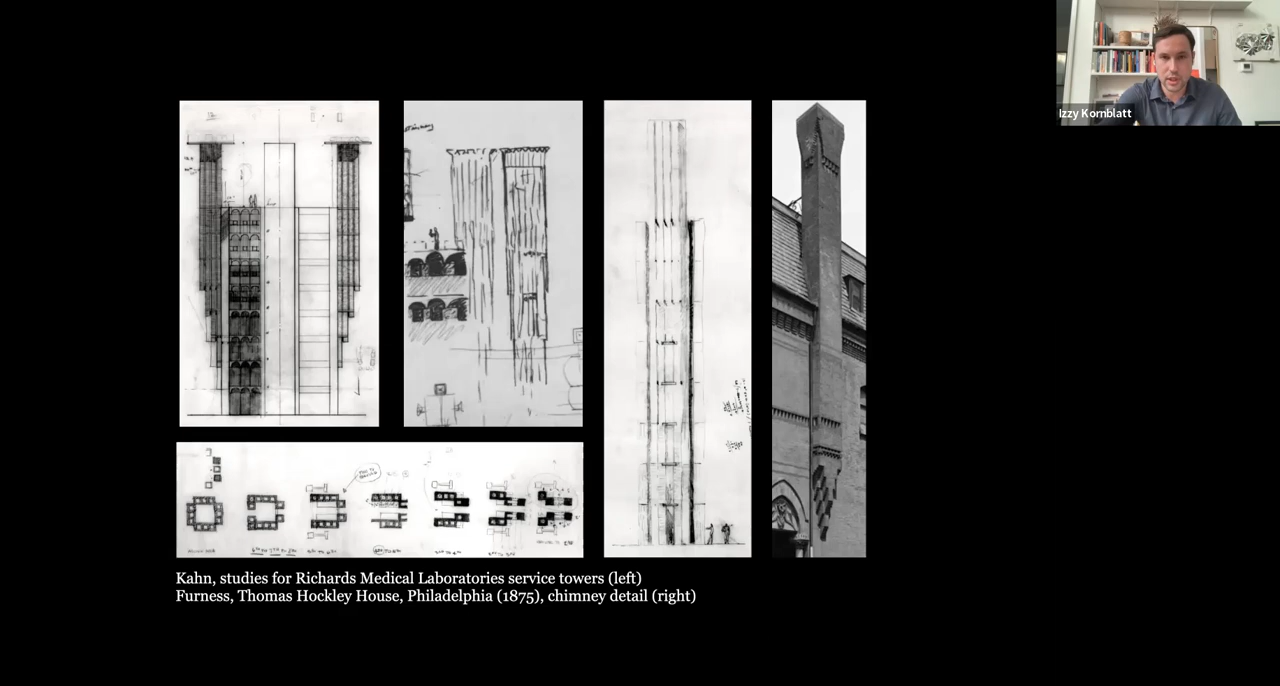 Izzy Kornblatt
Kahn, studies for Richards Medical Laboratories service towers (left)
Furness, Thomas Hockley House, Philadelphia (1875), chimney detail (right)